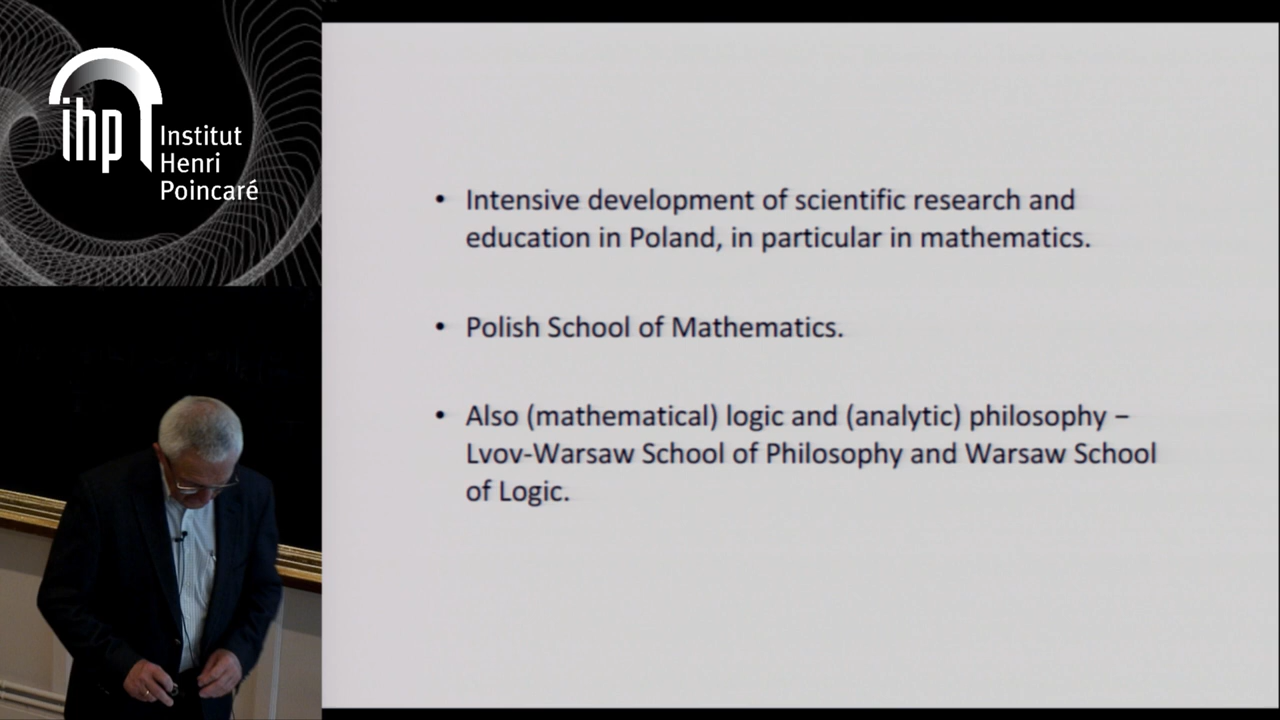 ihp
Institut
Henri
Poincaré
• Intensive development of scientific research and
education in Poland, in particular in mathematics.
• Polish School of Mathematics.
• Also (mathematical) logic and (analytic) philosophy –
Lvov-Warsaw School of Philosophy and Warsaw School
of Logic.